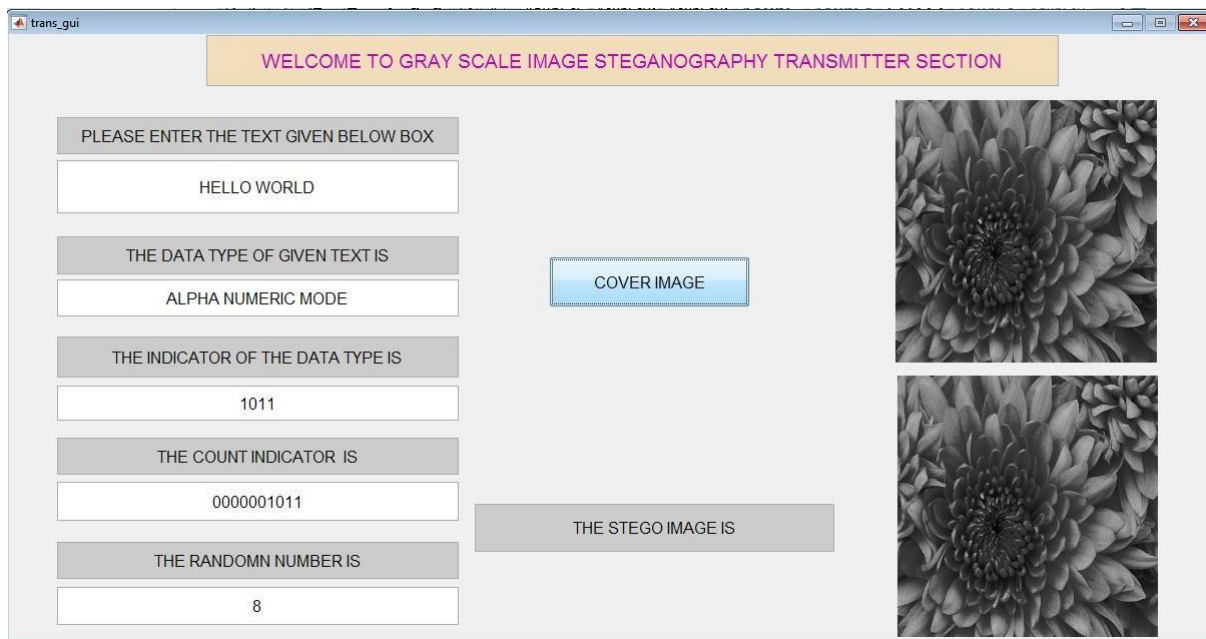 trans_gui
WELCOME TO GRAY SCALE IMAGE STEGANOGRAPHY TRANSMITTER SECTION
PLEASE ENTER THE TEXT GIVEN BELOW BOX
HELLO WORLD
THE DATA TYPE OF GIVEN TEXT IS
ALPHA NUMERIC MODE
THE INDICATOR OF THE DATA TYPE IS
1011
THE COUNT INDICATOR IS
0000001011
THE RANDOMN NUMBER IS
8
COVER IMAGE
THE STEGO IMAGE IS